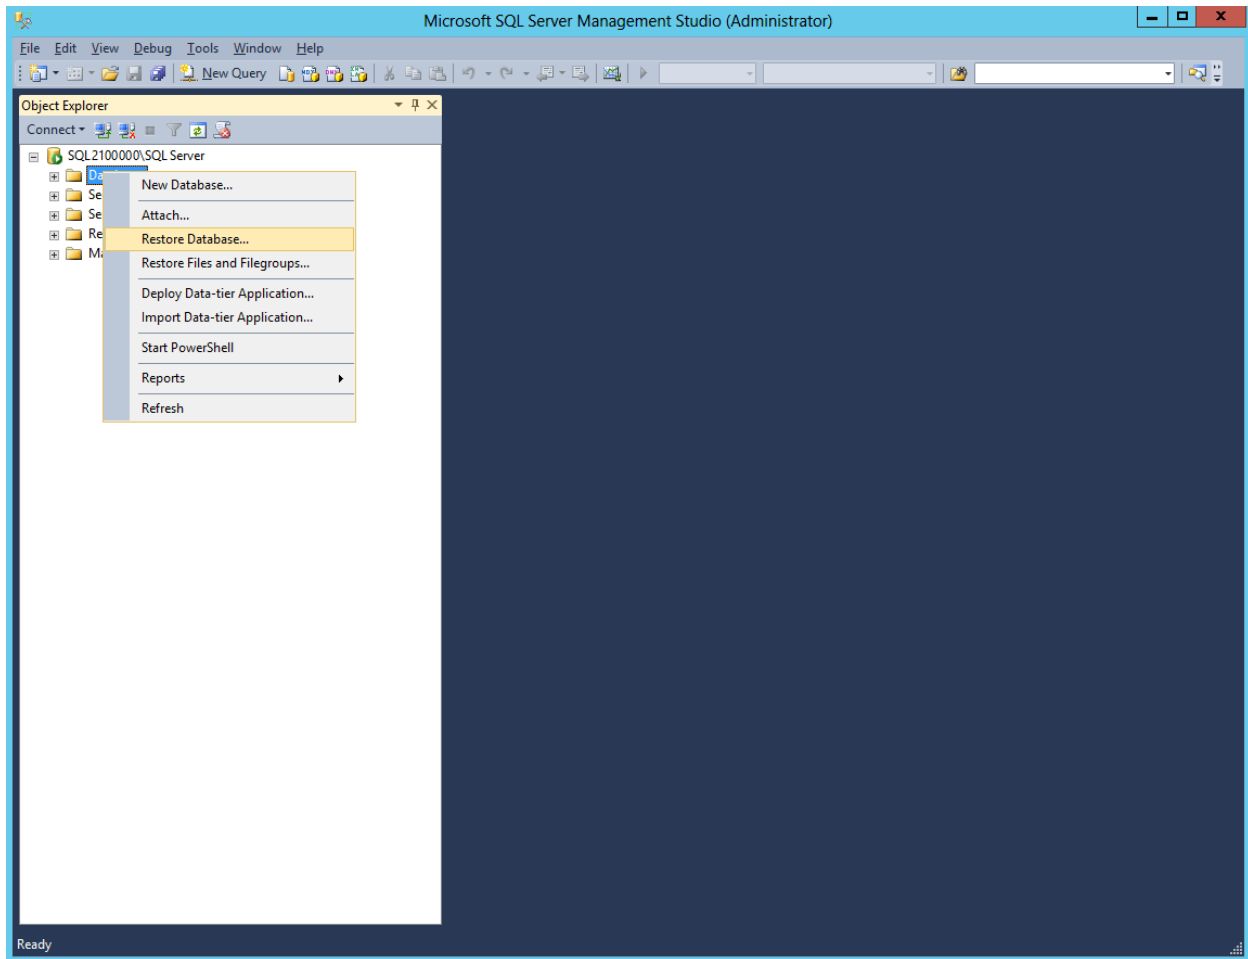 Microsoft SQL Server Management Studio (Administrator)
File Edit View Debug Tools Window Help
New Query
Object Explorer
Connect
SQL2100000\SQL Server
New Database...
Attach...
Restore Database...
Restore Files and Filegroups...
Deploy Data-tier Application...
Import Data-tier Application...
Start PowerShell
Reports
Refresh
Ready